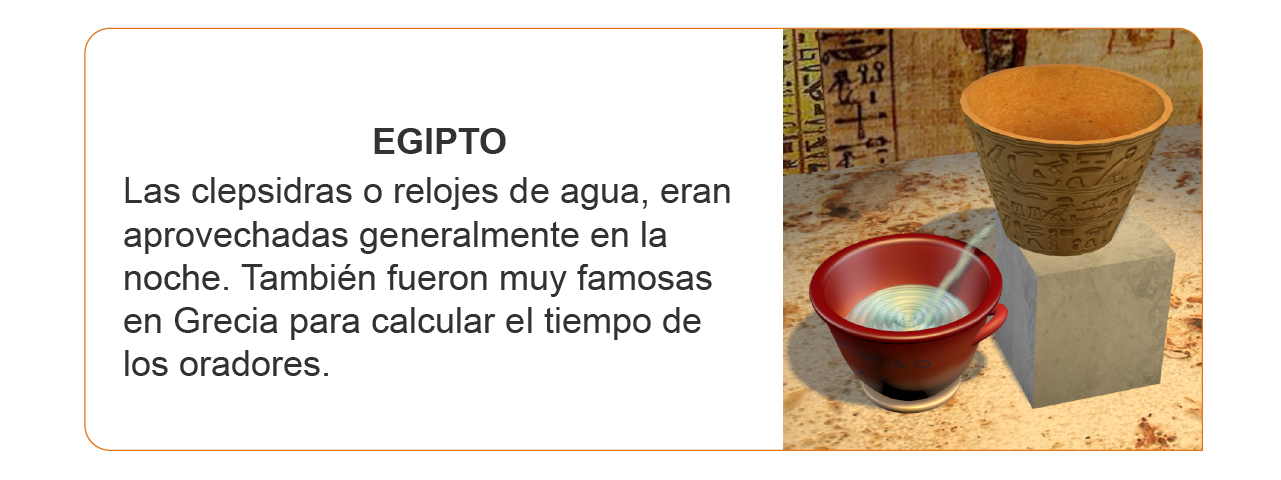 EGIPTO
Las clepsidras o relojes de agua, eran
aprovechadas generalmente en la
noche. También fueron muy famosas
en Grecia para calcular el tiempo de
los oradores.